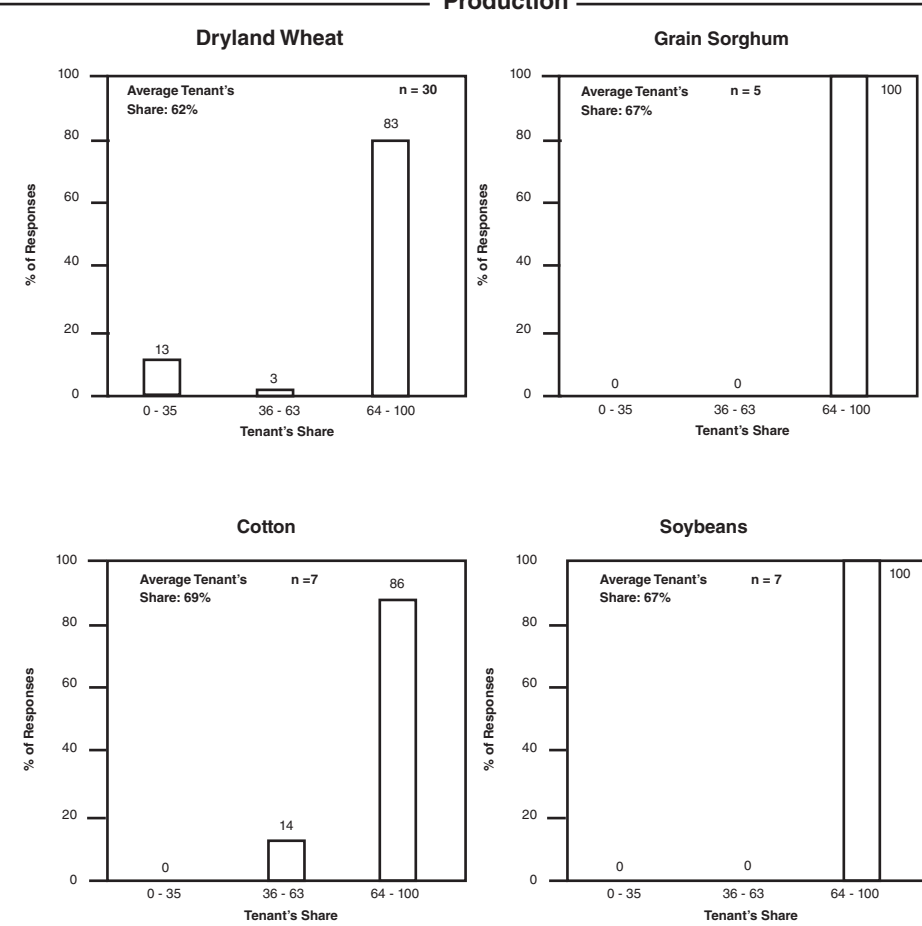 Production
Dryland Wheat
Average Tenant's
Share: 62%
n = 30
100
80
60
40
20
0
% of Responses
13
3
83
0 - 35
36 - 63
64 - 100
Tenant's Share
Grain Sorghum
Average Tenant's
Share: 67%
n = 5
100
80
60
40
20
0
% of Responses
0
0
100
0 - 35
36 - 63
64 - 100
Tenant's Share
Cotton
Average Tenant's
Share: 69%
n =7
100
80
60
40
20
0
% of Responses
0
14
86
0 - 35
36 - 63
64 - 100
Tenant's Share
Soybeans
Average Tenant's
Share: 67%
n = 7
100
80
60
40
20
0
% of Responses
0
0
100
0 - 35
36 - 63
64 - 100
Tenant's Share